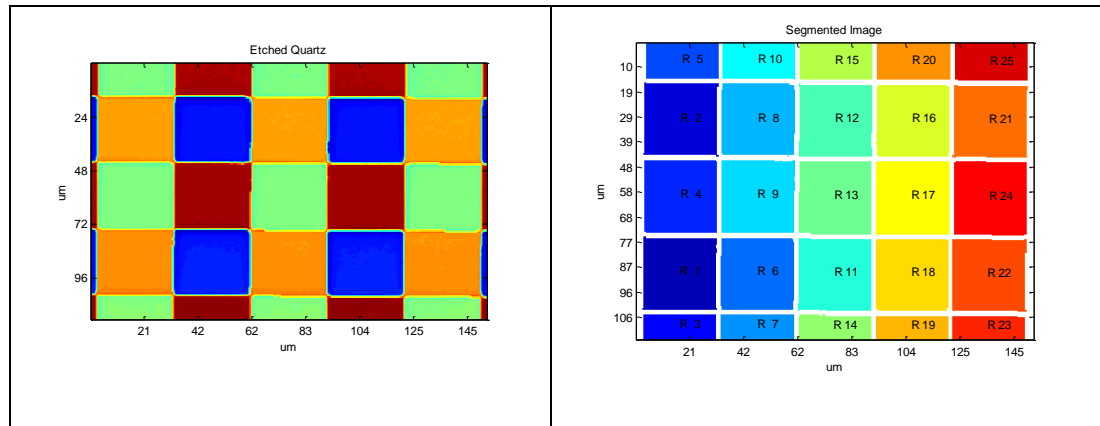 Etched Quartz
24
48
72
96
um
21 42 62 83 104 125 145
um
Segmented Image
10
19
29
39
48
58
68
77
87
96
106
um
R 5 R 10 R 15 R 20 R 25
R 2 R 8 R 12 R 16 R 21
R 4 R 9 R 13 R 17 R 24
R 1 R 6 R 11 R 18 R 22
R 3 R 7 R 14 R 19 R 23
21 42 62 83 104 125 145
um